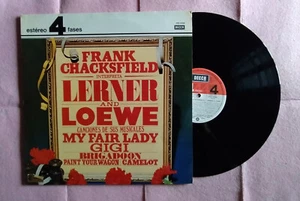 estéreo 4 fases
DECCA
FRANK
CHACKSFIELD
INTERPRETA
LERNER
AND
LOEWE
CANCIONES DE SUS MUSICALES
MY FAIR LADY
GIGI
BRIGADOON
PAINT YOUR WAGON CAMELOT
DECCA
4